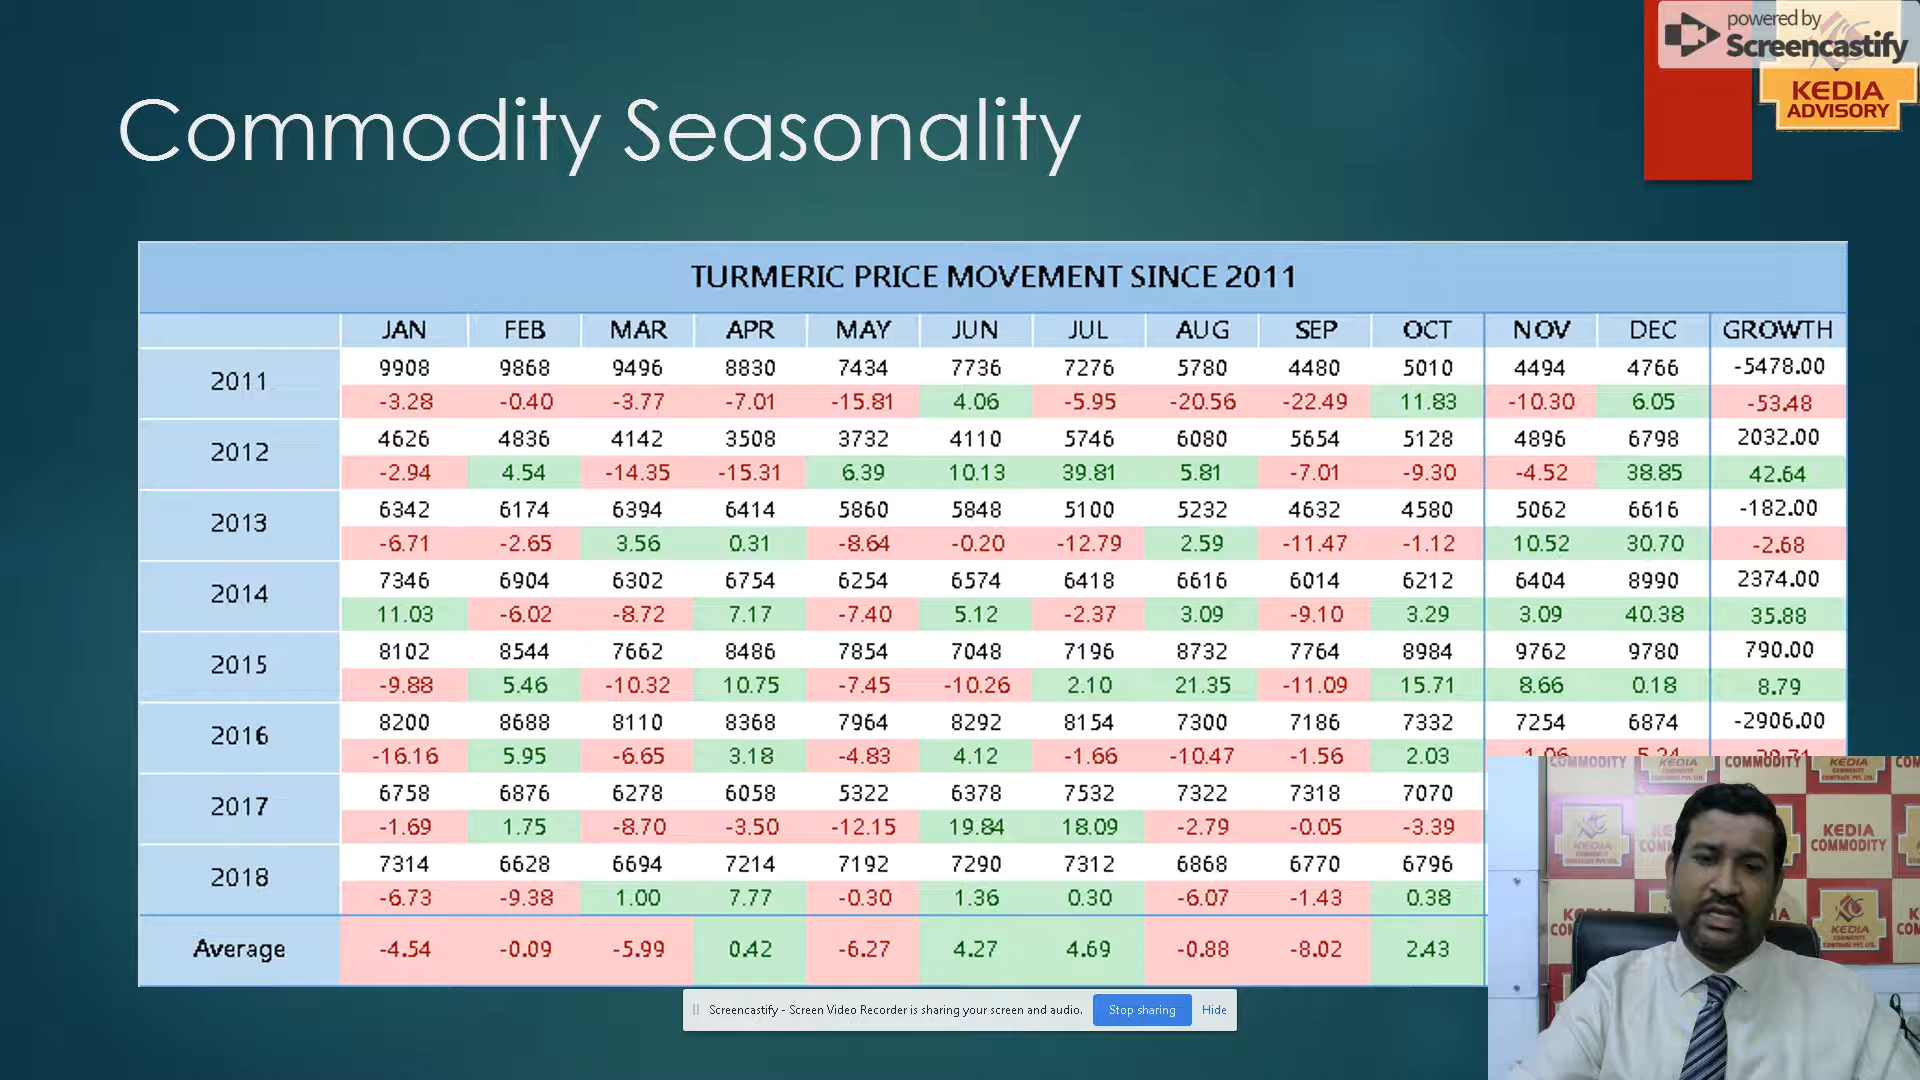 powered by
Screencastify
KEDIA
ADVISORY
Commodity Seasonality
TURMERIC PRICE MOVEMENT SINCE 2011
JAN FEB MAR APR MAY JUN JUL AUG SEP OCT NOV DEC GROWTH
2011
9908 9868 9496 8830 7434 7736 7276 5780 4480 5010 4494 4766 -5478.00
-3.28 -0.40 -3.77 -7.01 -15.81 4.06 -5.95 -20.56 -22.49 11.83 -10.30 6.05 -53.48
2012
4626 4836 4142 3508 3732 4110 5746 6080 5654 5128 4896 6798 2032.00
-2.94 4.54 -14.35 -15.31 6.39 10.13 39.81 5.81 -7.01 -9.30 -4.52 38.85 42.64
2013
6342 6174 6394 6414 5860 5848 5100 5232 4632 4580 5062 6616 -182.00
-6.71 -2.65 3.56 0.31 -8.64 -0.20 -12.79 2.59 -11.47 -1.12 10.52 30.70 -2.68
2014
7346 6904 6302 6754 6254 6574 6418 6616 6014 6212 6404 8990 2374.00
11.03 -6.02 -8.72 7.17 -7.40 5.12 -2.37 3.09 -9.10 3.29 3.09 40.38 35.88
2015
8102 8544 7662 8486 7854 7048 7196 8732 7764 8984 9762 9780 790.00
-9.88 5.46 -10.32 10.75 -7.45 -10.26 2.10 21.35 -11.09 15.71 8.66 0.18 8.79
2016
8200 8688 8110 8368 7964 8292 8154 7300 7186 7332 7254 6874 -2906.00
-16.16 5.95 -6.65 3.18 -4.83 4.12 -1.66 -10.47 -1.56 2.03
2017
6758 6876 6278 6058 5322 6378 7532 7322 7318 7070
-1.69 1.75 -8.70 -3.50 -12.15 19.84 18.09 -2.79 -0.05 -3.39
2018
7314 6628 6694 7214 7192 7290 7312 6868 6770 6796
-6.73 -9.38 1.00 7.77 -0.30 1.36 0.30 -6.07 -1.43 0.38
Average -4.54 -0.09 -5.99 0.42 -6.27 4.27 4.69 -0.88 -8.02 2.43
COMMODITY
KEDIA
COMMODITY
KEDIA
KEDIA
COMMODITY
KEDIA
Screencastify - Screen Video Recorder is sharing your screen and audio. Stop sharing Hide